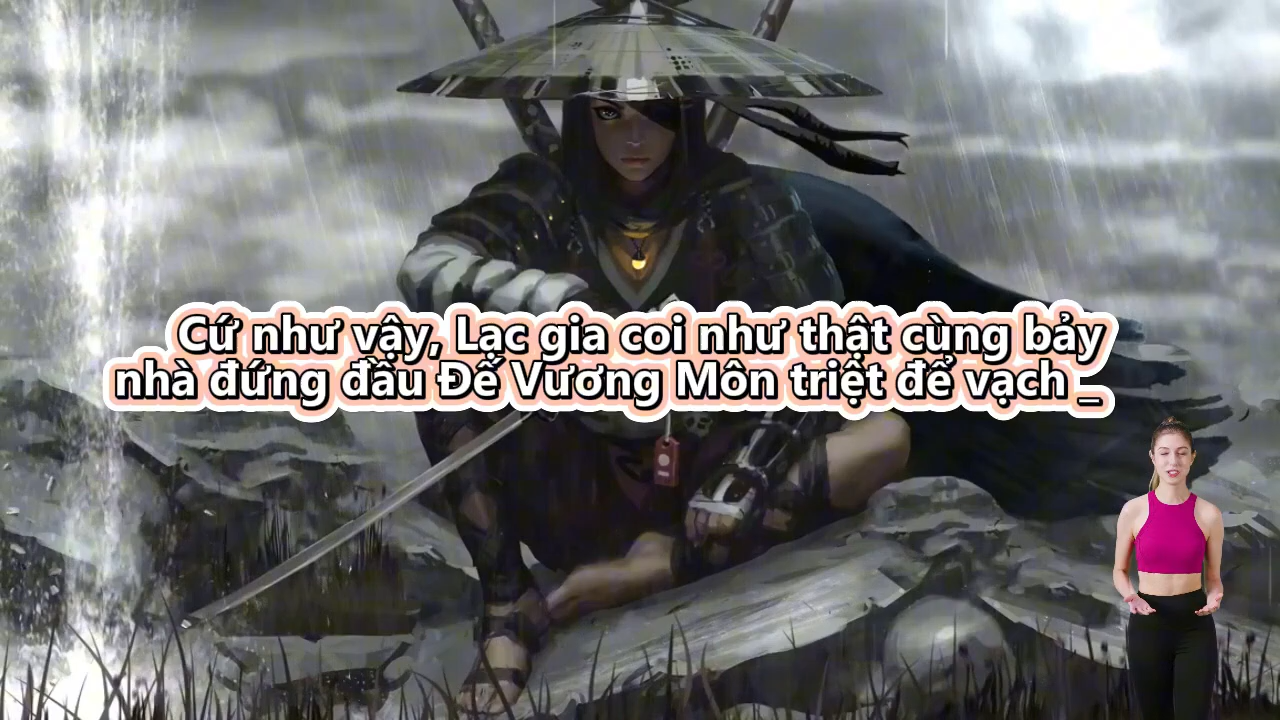 Cứ như vậy, Lạc gia coi như thật cùng bảy
nhà đứng đầu Đế Vương Môn triệt để vạch _